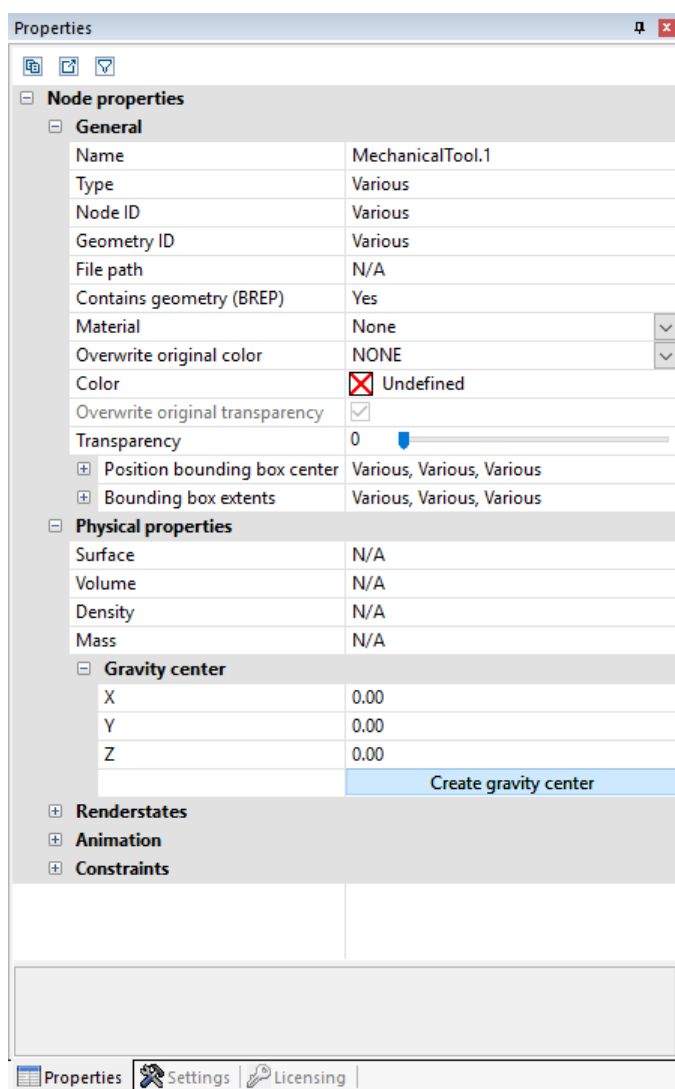 Properties
Node properties
General
Name MechanicalTool.1
Type Various
Node ID Various
Geometry ID Various
File path N/A
Contains geometry (BREP) Yes
Material None
Overwrite original color NONE
Color Undefined
Overwrite original transparency
Transparency 0
Position bounding box center Various, Various, Various
Bounding box extents Various, Various, Various
Physical properties
Surface N/A
Volume N/A
Density N/A
Mass N/A
Gravity center
X 0.00
Y 0.00
Z 0.00
Create gravity center
Renderstates
Animation
Constraints
Properties Settings Licensing